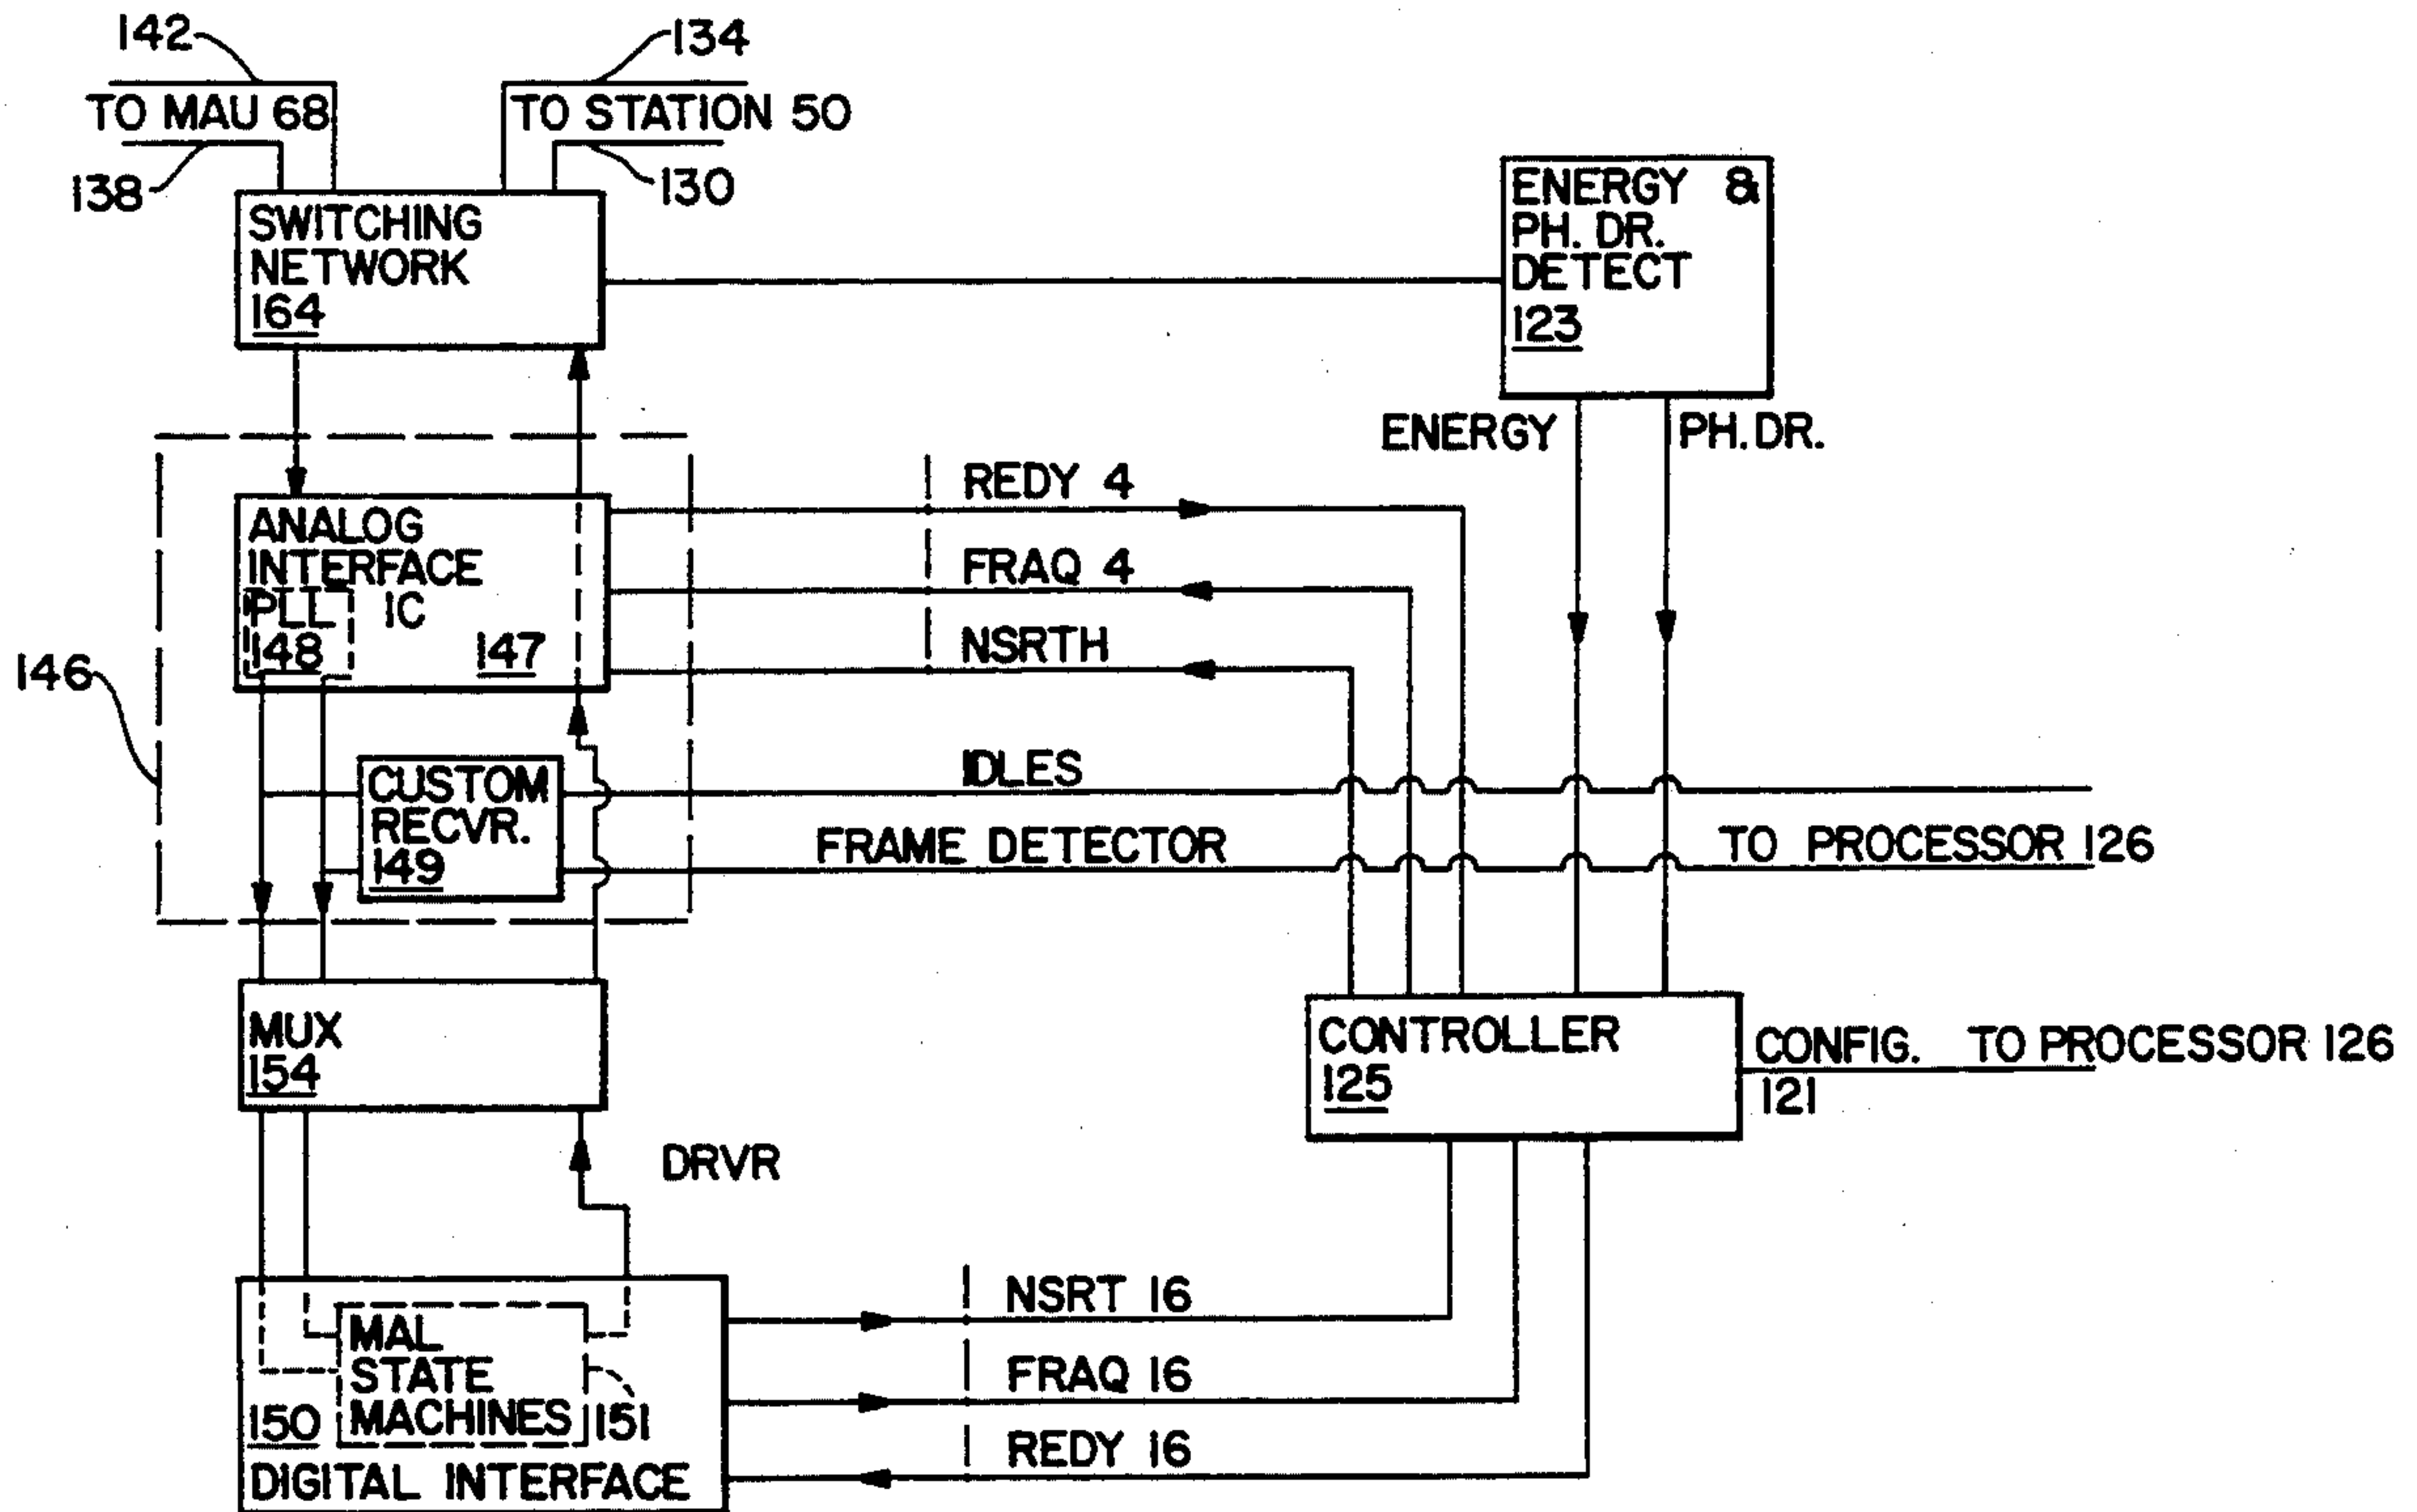 142
134
TO MAU 68
TO STATION 50
138
130
SWITCHING
NETWORK
164
ENERGY &
PH. DR.
DETECT
123
ENERGY
PH. DR.
ANALOG
INTERFACE
PLL IC
148
147
REDY 4
FRAQ 4
NSRTH
146
IDLES
CUSTOM
RECVR.
149
FRAME DETECTOR
TO PROCESSOR 126
MUX
154
CONTROLLER
125
CONFIG. TO PROCESSOR 126
121
DRVR
MAL
STATE
MACHINES
151
150
DIGITAL INTERFACE
NSRT 16
FRAQ 16
REDY 16